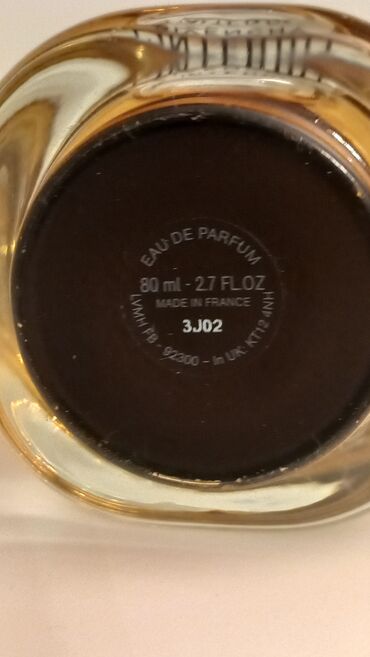 EAU DE PARFUM
80 ml - 2.7 FL.OZ
MADE IN FRANCE
3J02
LVMH FB - 92300 - In UK: KT12 4NH